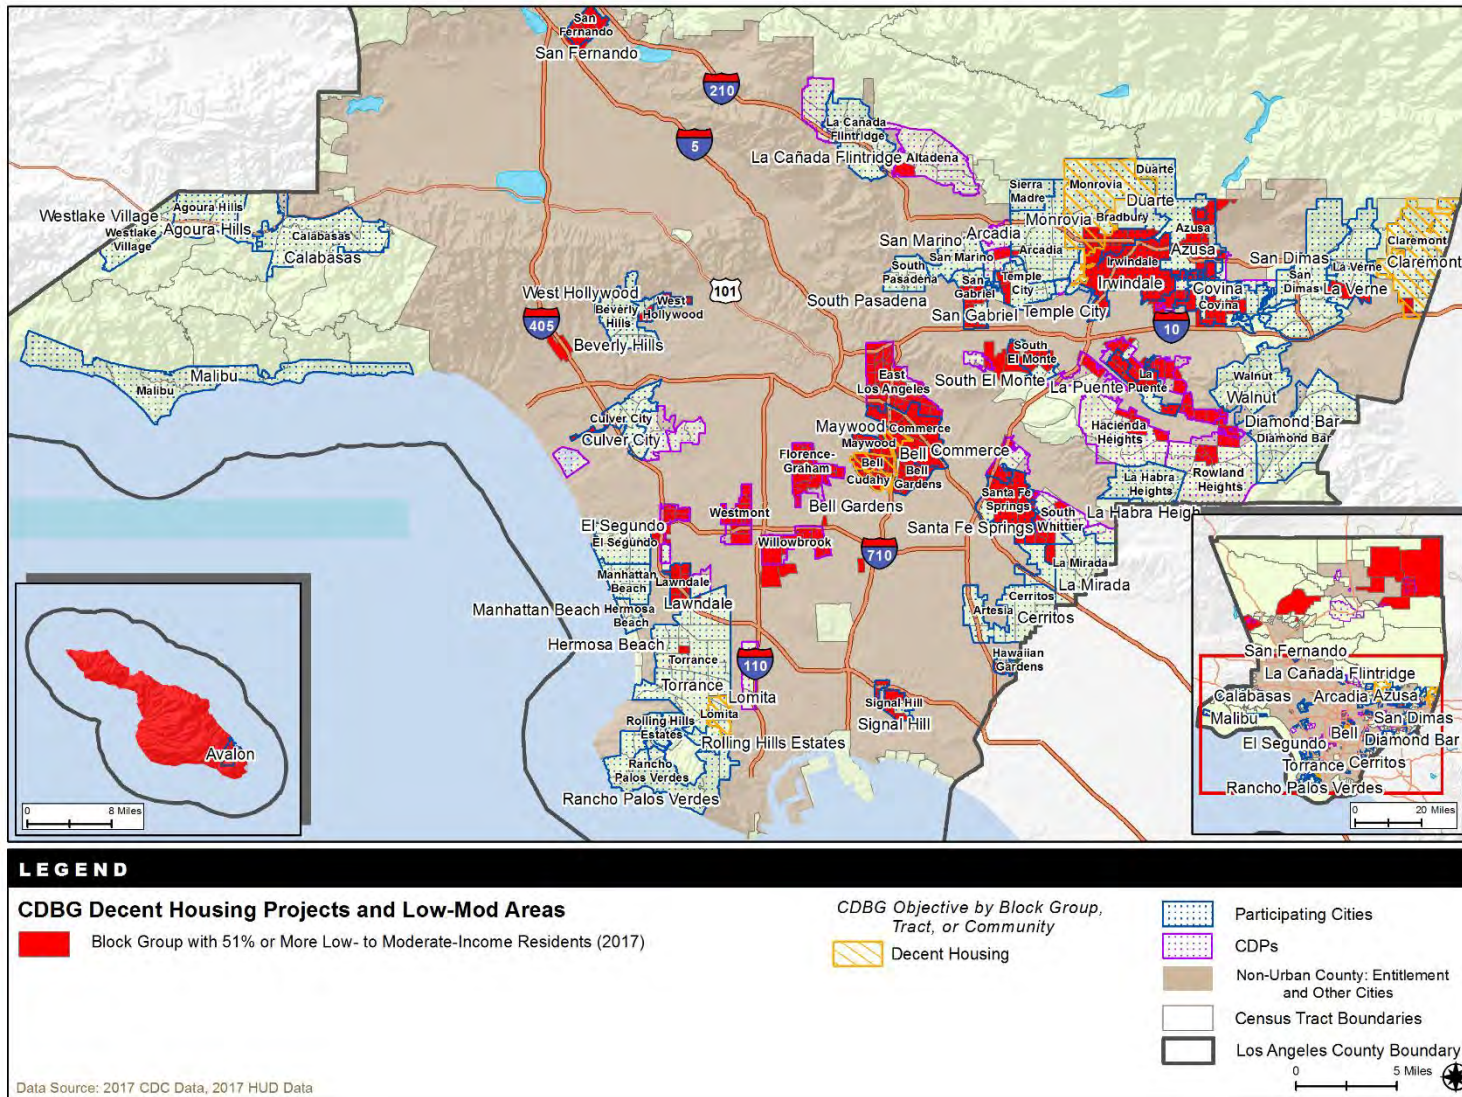 San
Fernando
San Fernando
210
5
La Cañada
Flintridge
La Cañada Flintridge
Altadena
Monrovia
Duarte
Duarte
Sierra
Madre
Monrovia
Bradbury
Arcadia
Arcadia
Azusa
Azusa
San Marino
San Marino
Irwindale
Irwindale
Claremont
Claremont
San Dimas
San
Dimas
La Verne
La Verne
Westlake Village
Westlake
Village
Agoura Hills
Agoura Hills
Calabasas
Calabasas
South
Pasadena
South Pasadena
San
Gabriel
San Gabriel
Temple
City
Temple City
Covina
Covina
101
West Hollywood
West
Hollywood
Beverly
Hills
Beverly Hills
405
10
Malibu
Malibu
South
El Monte
South El Monte
East
Los Angeles
La
Puente
La Puente
Walnut
Walnut
Diamond Bar
Diamond Bar
Culver City
Culver City
Maywood
Maywood
Commerce
Commerce
Hacienda
Heights
Florence-
Graham
Bell
Bell
Cudahy
Bell
Gardens
Bell Gardens
Rowland
Heights
La Habra
Heights
La Habra Heigh
Santa Fe
Springs
Santa Fe Springs
South
Whittier
Westmont
El Segundo
El Segundo
Willowbrook
710
La Mirada
La Mirada
Manhattan
Beach
Manhattan Beach
Lawndale
Lawndale
Hermosa
Beach
Hermosa Beach
Cerritos
Cerritos
Artesia
Hawaiian
Gardens
Torrance
Torrance
110
Lomita
Lomita
Signal Hill
Signal Hill
Rolling Hills
Estates
Rolling Hills Estates
Rancho
Palos Verdes
Rancho Palos Verdes
Avalon
0 8 Miles
San Fernando
La Cañada Flintridge
Calabasas
Arcadia
Azusa
Malibu
San Dimas
Bell
Diamond Bar
El Segundo
Torrance
Cerritos
Rancho Palos Verdes
0 20 Miles
LEGEND
CDBG Decent Housing Projects and Low-Mod Areas
Block Group with 51% or More Low- to Moderate-Income Residents (2017)
CDBG Objective by Block Group,
Tract, or Community
Decent Housing
Participating Cities
CDPs
Non-Urban County: Entitlement
and Other Cities
Census Tract Boundaries
Los Angeles County Boundary
0 5 Miles
Data Source: 2017 CDC Data, 2017 HUD Data